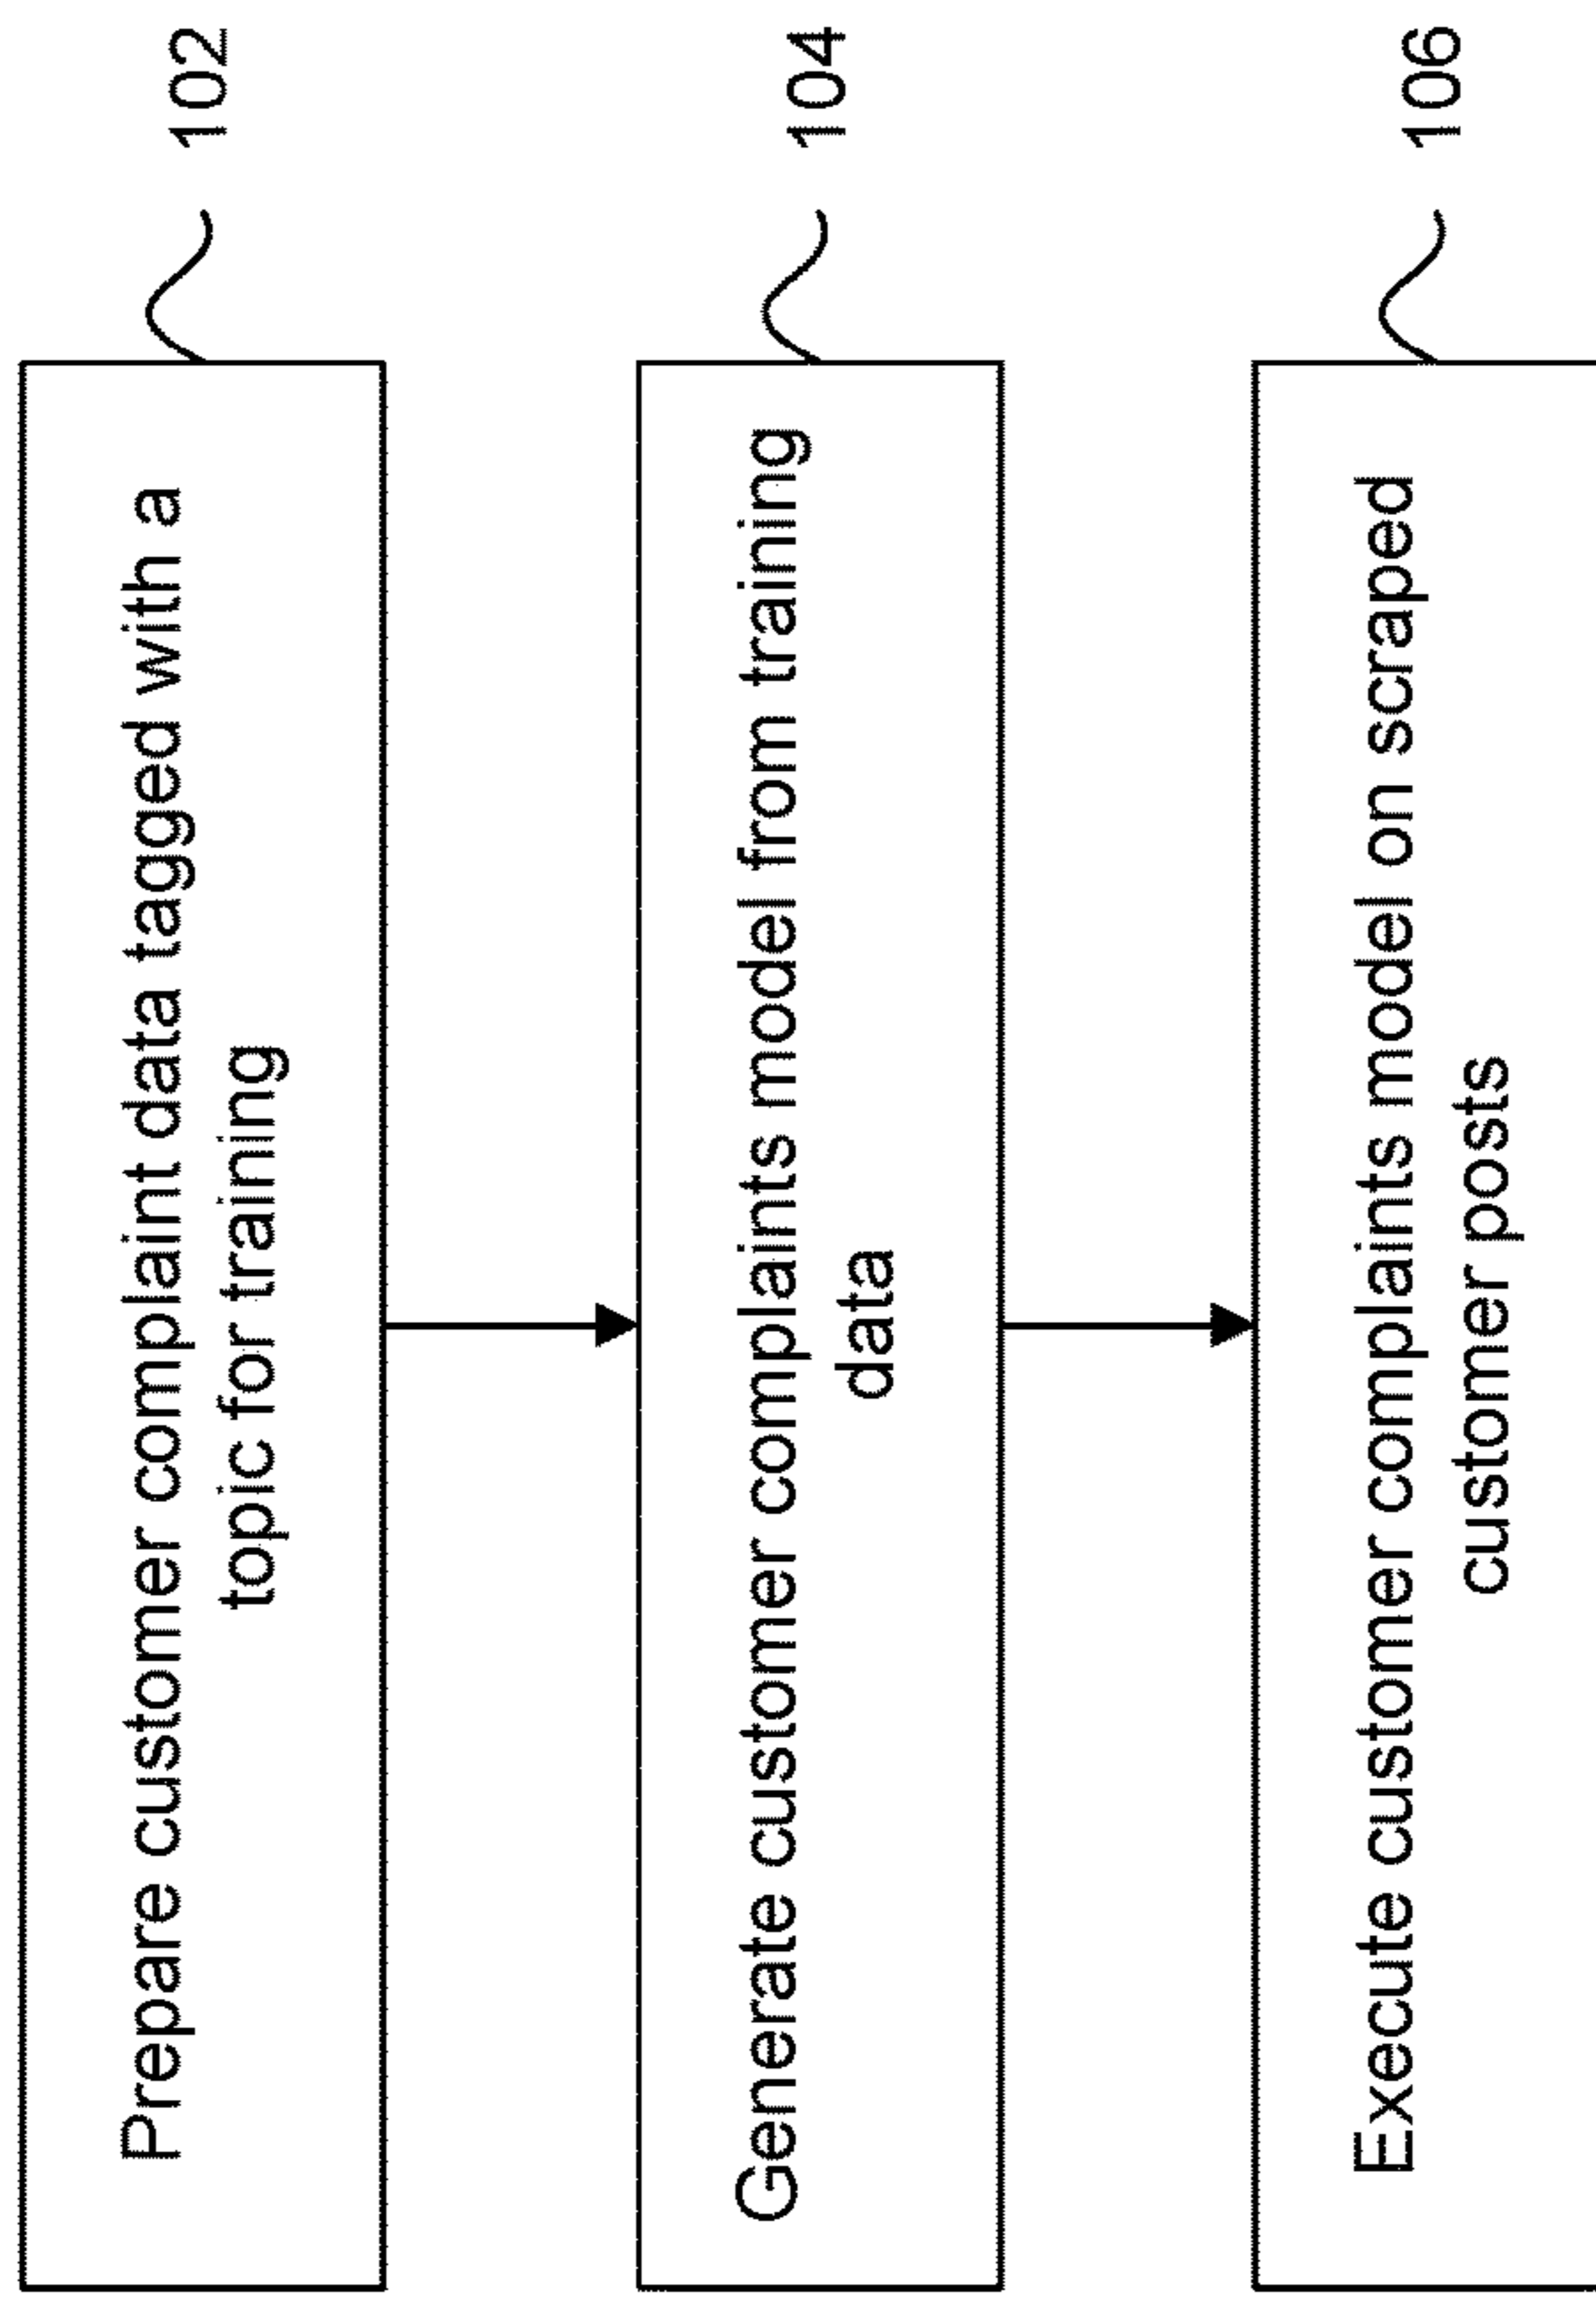 Prepare customer complaint data tagged with a
topic for training
102
Generate customer complaints model from training
data
104
Execute customer complaints model on scraped
customer posts
106